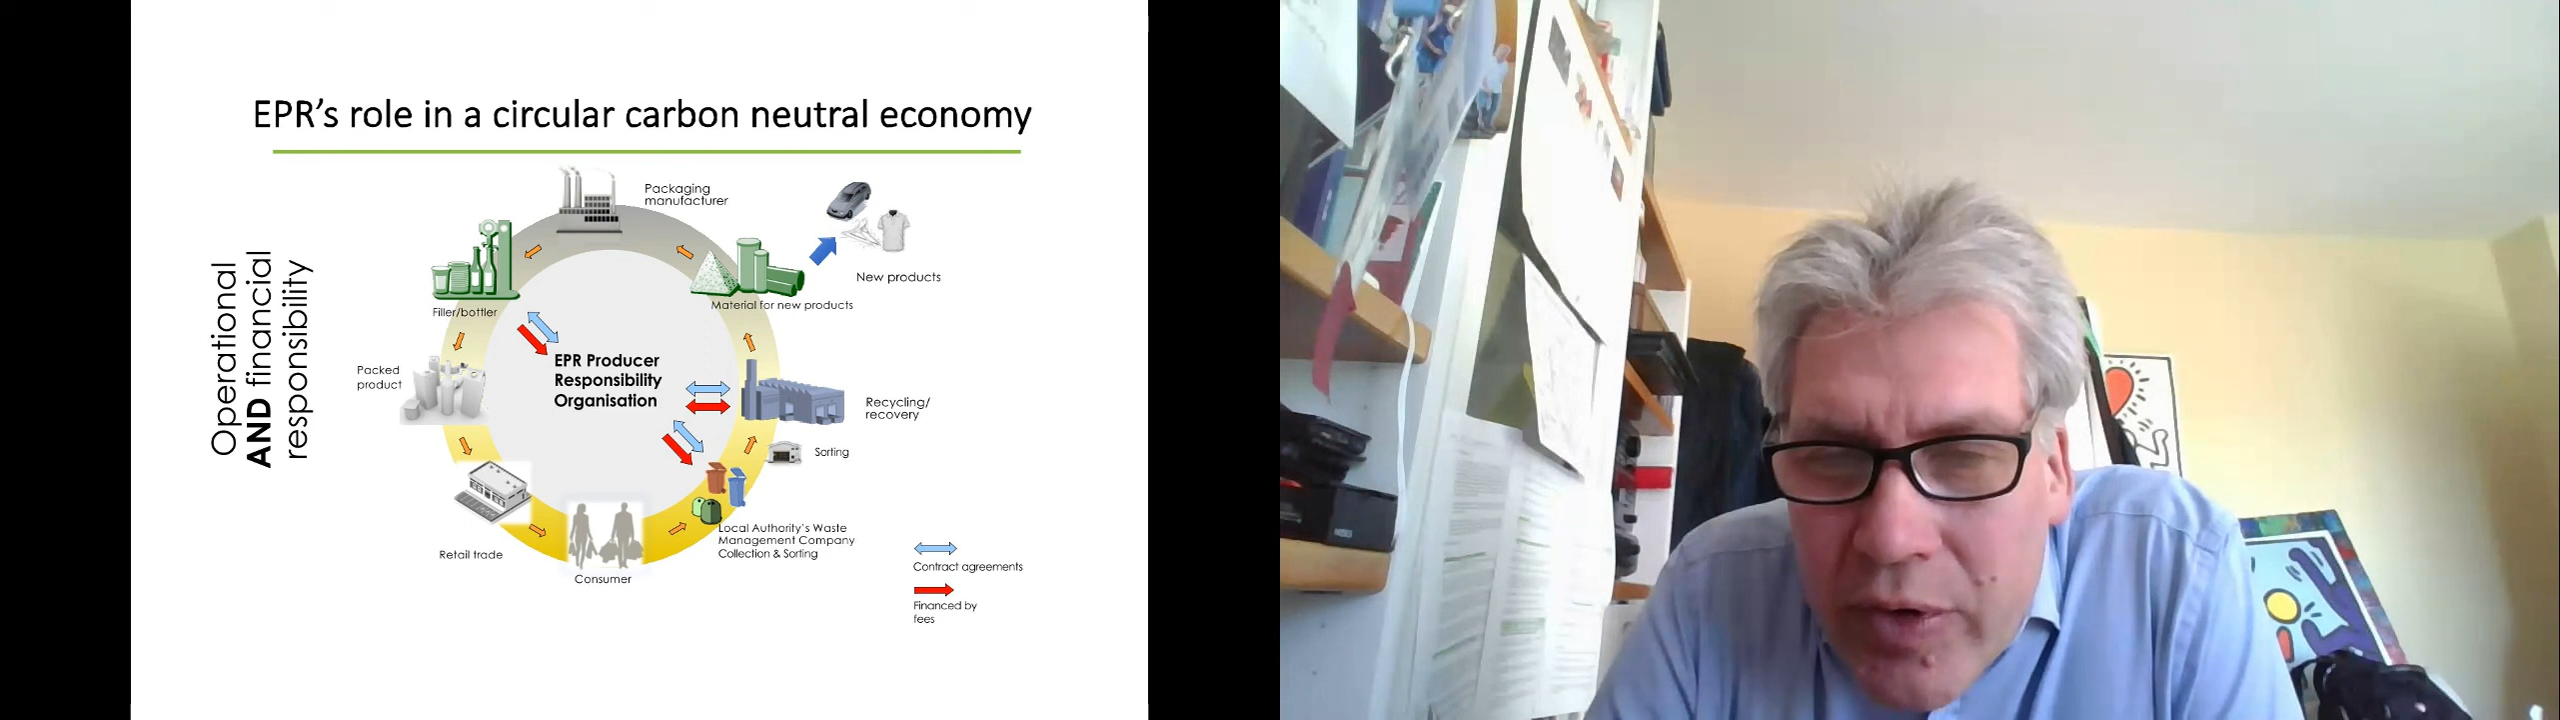 EPR's role in a circular carbon neutral economy
Operational
AND financial
responsibility
Packaging
manufacturer
New products
Material for new products
Filler/bottler
EPR Producer
Responsibility
Organisation
Packed
product
Recycling/
recovery
Sorting
Local Authority's Waste
Management Company
Collection & Sorting
Retail trade
Consumer
Contract agreements
Financed by
fees